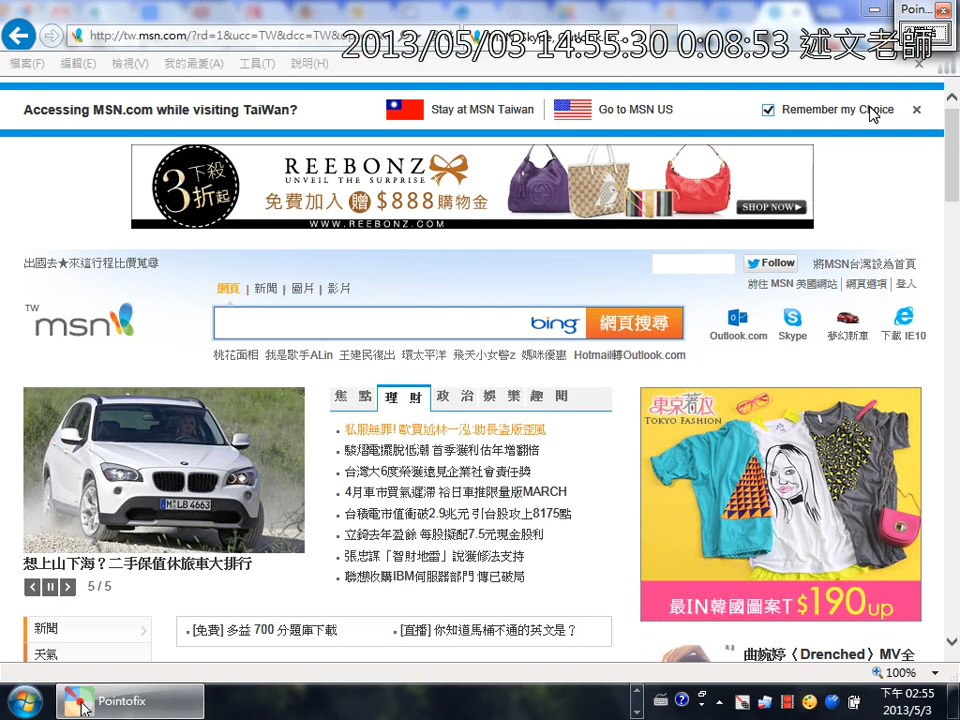 Poin...
http://tw.msn.com/?rd=1&ucc=TW&dcc=TW&
2013/05/03 14:55:30 0:08:53 述文老師
檔案(F) 編輯(E) 檢視(V) 我的最愛(A) 工具(T) 說明(H)
Accessing MSN.com while visiting TaiWan? Stay at MSN Taiwan Go to MSN US Remember my Choice
3下殺折起
REEBONZ
UNVEIL THE SURPRISE
免費加入 贈 $888購物金
SHOP NOW
WWW.REEBONZ.COM
出國去★來這行程比價蒐尋
Follow 將MSN台灣設為首頁
前往 MSN 英國網站 | 網頁選項 | 登入
網頁 | 新聞 | 圖片 | 影片
TW msn
bing 網頁搜尋
Outlook.com Skype 夢幻新車 下載 IE10
桃花面相 我是歌手ALin 王建民復出 環太平洋 飛天小女警z 媽咪優惠 Hotmail轉Outlook.com
焦點 理財 政治 娛樂 趣聞
私服無罪! 歐買尬林一泓:助長盜版歪風
駿熠電擺脫低潮 首季獲利估年增翻倍
台灣大6度榮獲遠見企業社會責任獎
4月車市買氣遲滯 裕日車推限量版MARCH
台積電市值衝破2.9兆元 引台股攻上8175點
立錡去年盈餘 每股擬配7.5元現金股利
張忠謀「智財地雷」說獲修法支持
聯想收購IBM伺服器部門 傳已破局
M LB 4663
想上山下海？二手保值休旅車大排行
5 / 5
東京著衣
TOKYO FASHION
最IN韓國圖案T $190up
新聞
[免費] 多益 700 分題庫下載 [直播] 你知道馬桶不通的英文是？
天氣
曲婉婷〈Drenched〉MV全
100%
Pointofix
下午 02:55
2013/5/3